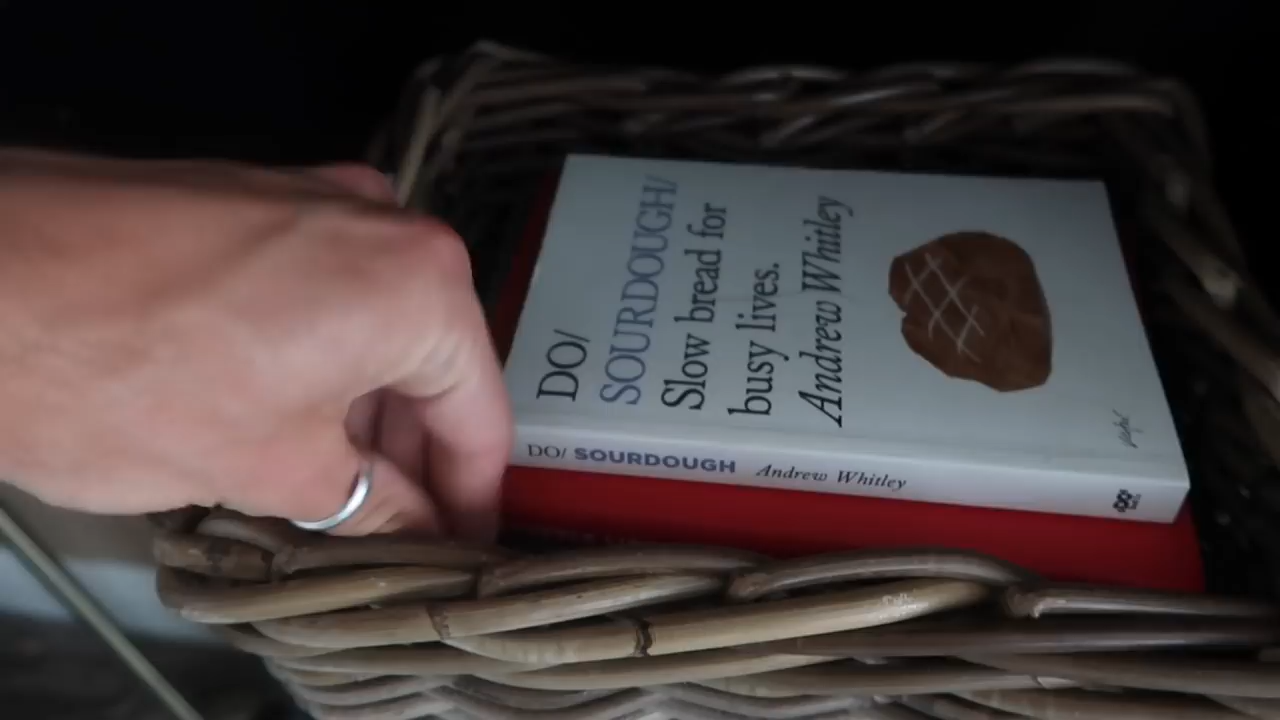 DO/
SOURDOUGH/
Slow bread for
busy lives.
Andrew Whitley
DO/ SOURDOUGH Andrew Whitley